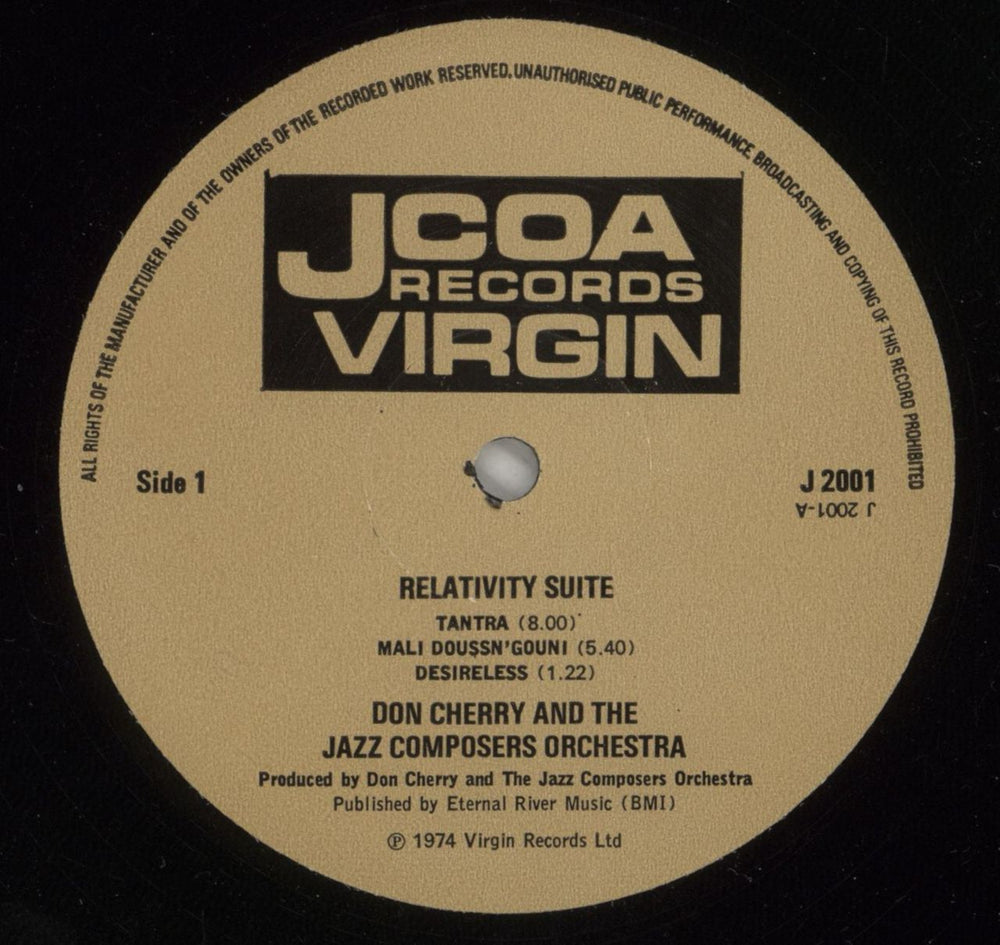 ALL RIGHTS OF THE MANUFACTURER AND OF THE OWNERS OF THE RECORDED WORK RESERVED. UNAUTHORISED PUBLIC PERFORMANCE BROADCASTING AND COPYING OF THIS RECORD PROHIBITED
JCOA
RECORDS
VIRGIN
Side 1
J 2001
J 2001-A
RELATIVITY SUITE
TANTRA (8.00)
MALI DOUSSN'GOUNI (5.40)
DESIRELESS (1.22)
DON CHERRY AND THE
JAZZ COMPOSERS ORCHESTRA
Produced by Don Cherry and The Jazz Composers Orchestra
Published by Eternal River Music (BMI)
℗ 1974 Virgin Records Ltd